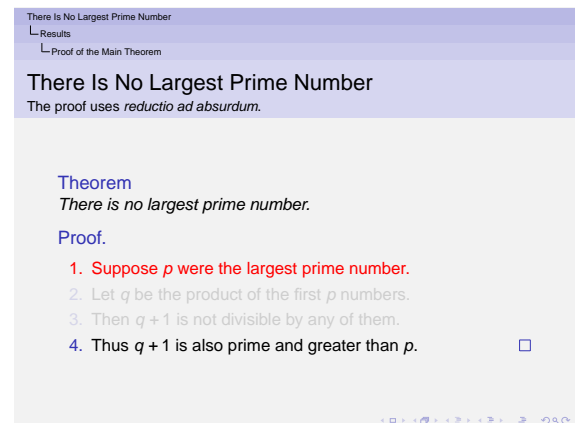 There Is No Largest Prime Number
Results
Proof of the Main Theorem
There Is No Largest Prime Number
The proof uses reductio ad absurdum.
Theorem
There is no largest prime number.
Proof.
1. Suppose p were the largest prime number.
2. Let q be the product of the first p numbers.
3. Then q + 1 is not divisible by any of them.
4. Thus q + 1 is also prime and greater than p. □